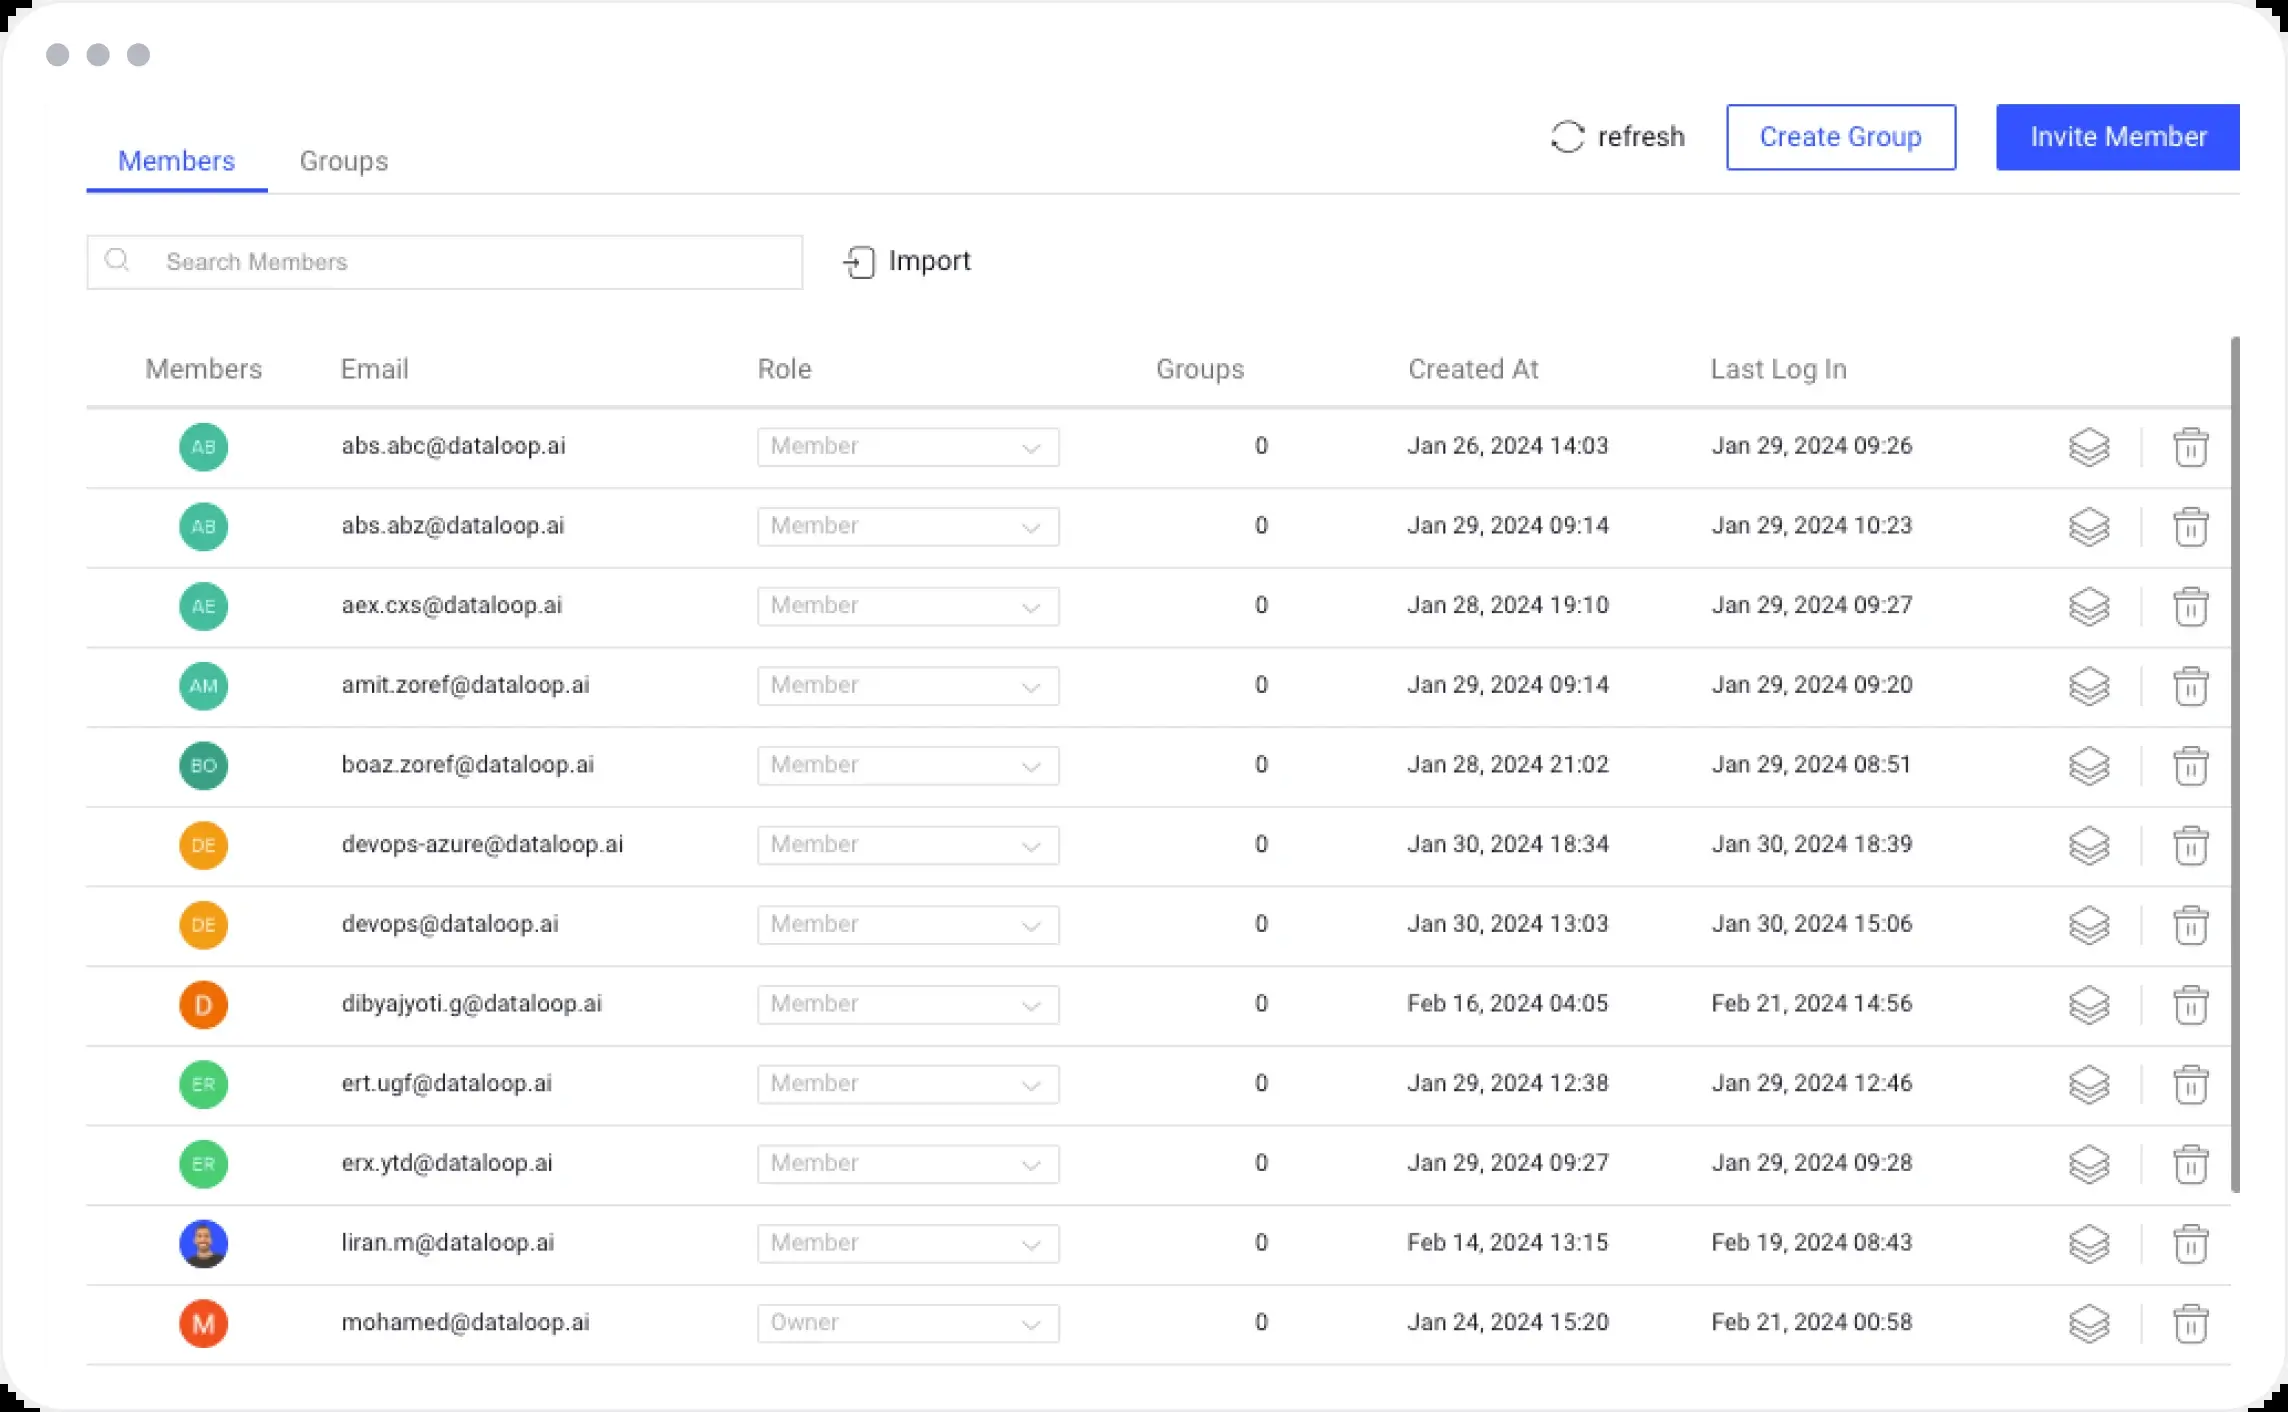 refresh Create Group Invite Member
Members Groups
Search Members Import
Members Email Role Groups Created At Last Log In
AB abs.abc@dataloop.ai Member 0 Jan 26, 2024 14:03 Jan 29, 2024 09:26
AB abs.abz@dataloop.ai Member 0 Jan 29, 2024 09:14 Jan 29, 2024 10:23
AE aex.cxs@dataloop.ai Member 0 Jan 28, 2024 19:10 Jan 29, 2024 09:27
AM amit.zoref@dataloop.ai Member 0 Jan 29, 2024 09:14 Jan 29, 2024 09:20
BO boaz.zoref@dataloop.ai Member 0 Jan 28, 2024 21:02 Jan 29, 2024 08:51
DE devops-azure@dataloop.ai Member 0 Jan 30, 2024 18:34 Jan 30, 2024 18:39
DE devops@dataloop.ai Member 0 Jan 30, 2024 13:03 Jan 30, 2024 15:06
D dibyajyoti.g@dataloop.ai Member 0 Feb 16, 2024 04:05 Feb 21, 2024 14:56
ER ert.ugf@dataloop.ai Member 0 Jan 29, 2024 12:38 Jan 29, 2024 12:46
ER erx.ytd@dataloop.ai Member 0 Jan 29, 2024 09:27 Jan 29, 2024 09:28
liran.m@dataloop.ai Member 0 Feb 14, 2024 13:15 Feb 19, 2024 08:43
M mohamed@dataloop.ai Owner 0 Jan 24, 2024 15:20 Feb 21, 2024 00:58